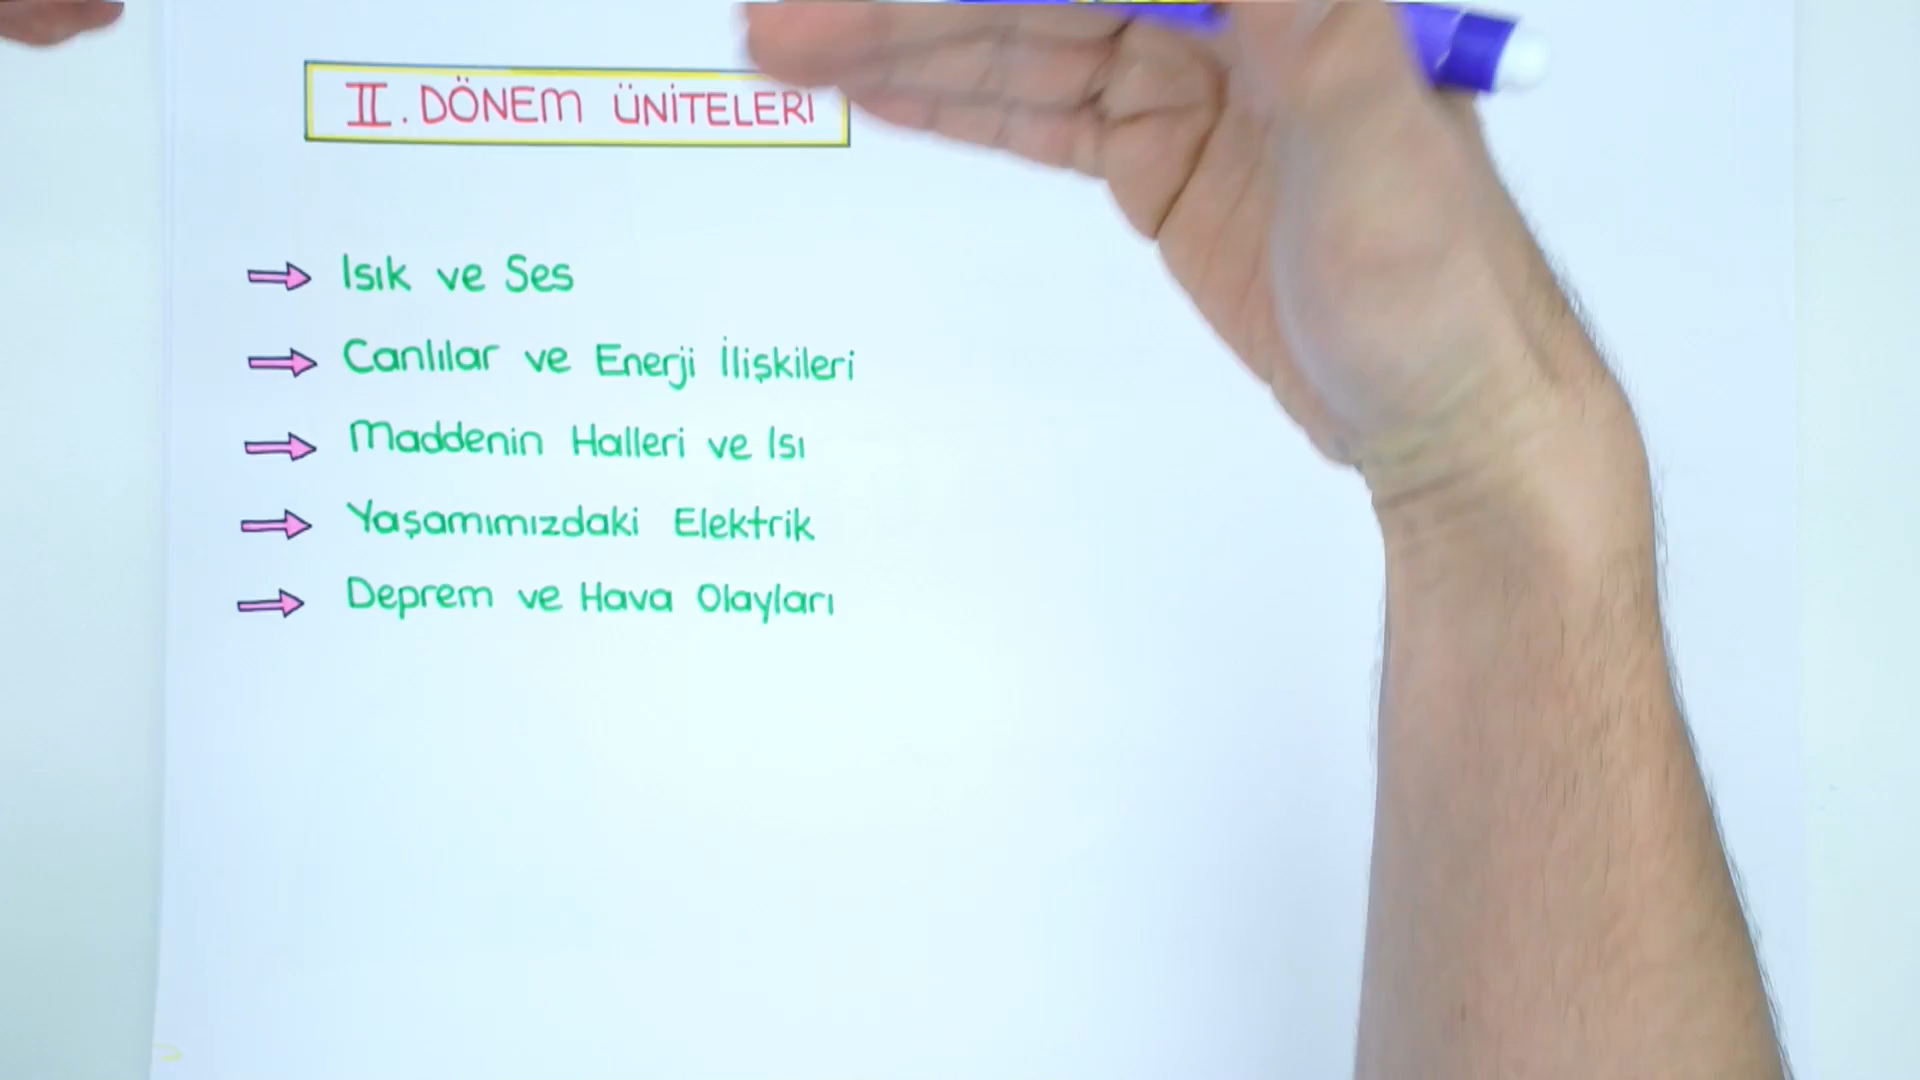 II. DÖNEM ÜNİTELERİ
Isık ve Ses
Canlılar ve Enerji İlişkileri
Maddenin Halleri ve Isı
Yaşamımızdaki Elektrik
Deprem ve Hava Olayları